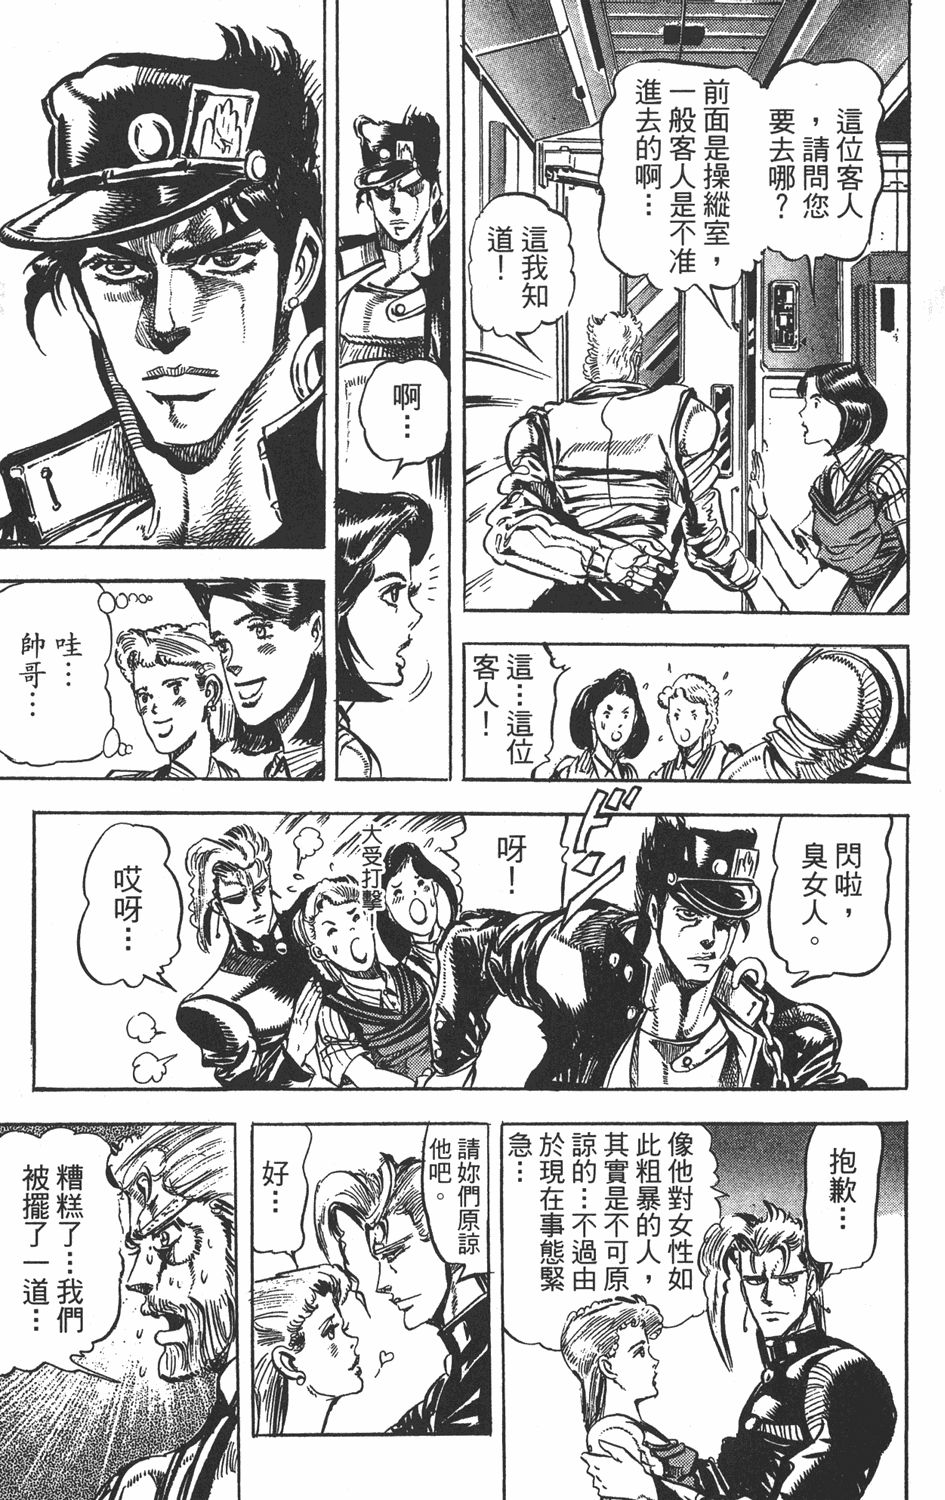 這位客人
，請問您
要去哪？
前面是操縱室，
一般客人是不准
進去的啊…
這我知
道！
啊…
哇…
帥哥…
這…這位
客人！
閃啦，
臭女人。
ドド
呀！
大受打擊
哎呀…
抱歉…
像他對女性如
此粗暴的人，
其實是不可原
諒的…不過由
於現在事態緊
急…
請妳們原諒
他吧。
好…
糟糕了…我們
被擺了一道…